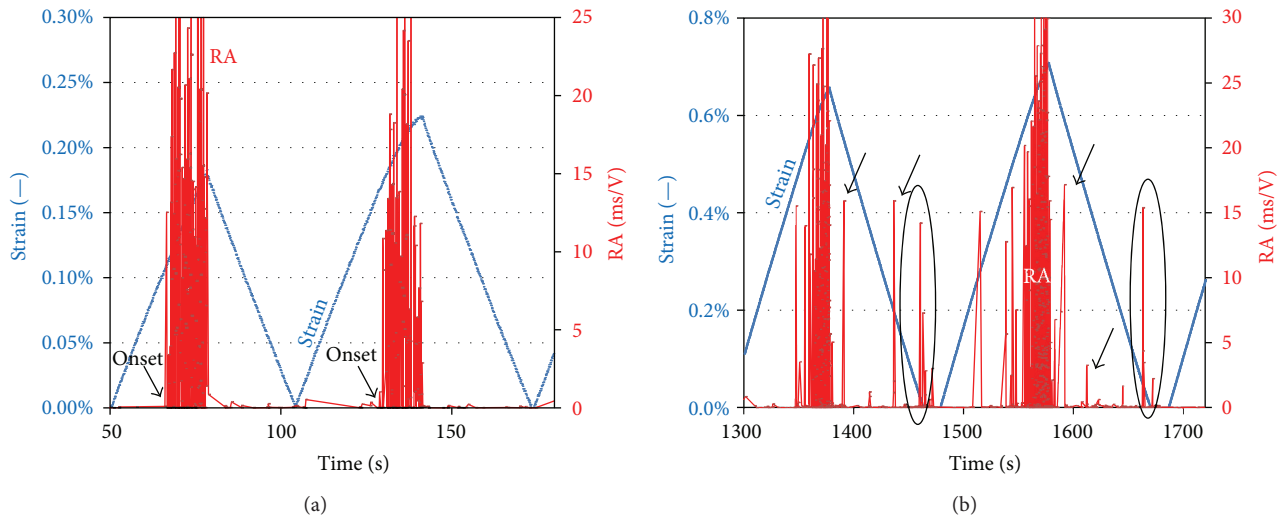 0.30%
0.25%
0.20%
0.15%
0.10%
0.05%
0.00%
Strain (—)
25
20
15
10
5
0
RA (ms/V)
RA
Strain
Onset
Onset
50
100
150
Time (s)
(a)
0.8%
0.6%
0.4%
0.2%
0.0%
Strain (—)
30
25
20
15
10
5
0
RA (ms/V)
Strain
RA
1300
1400
1500
1600
1700
Time (s)
(b)